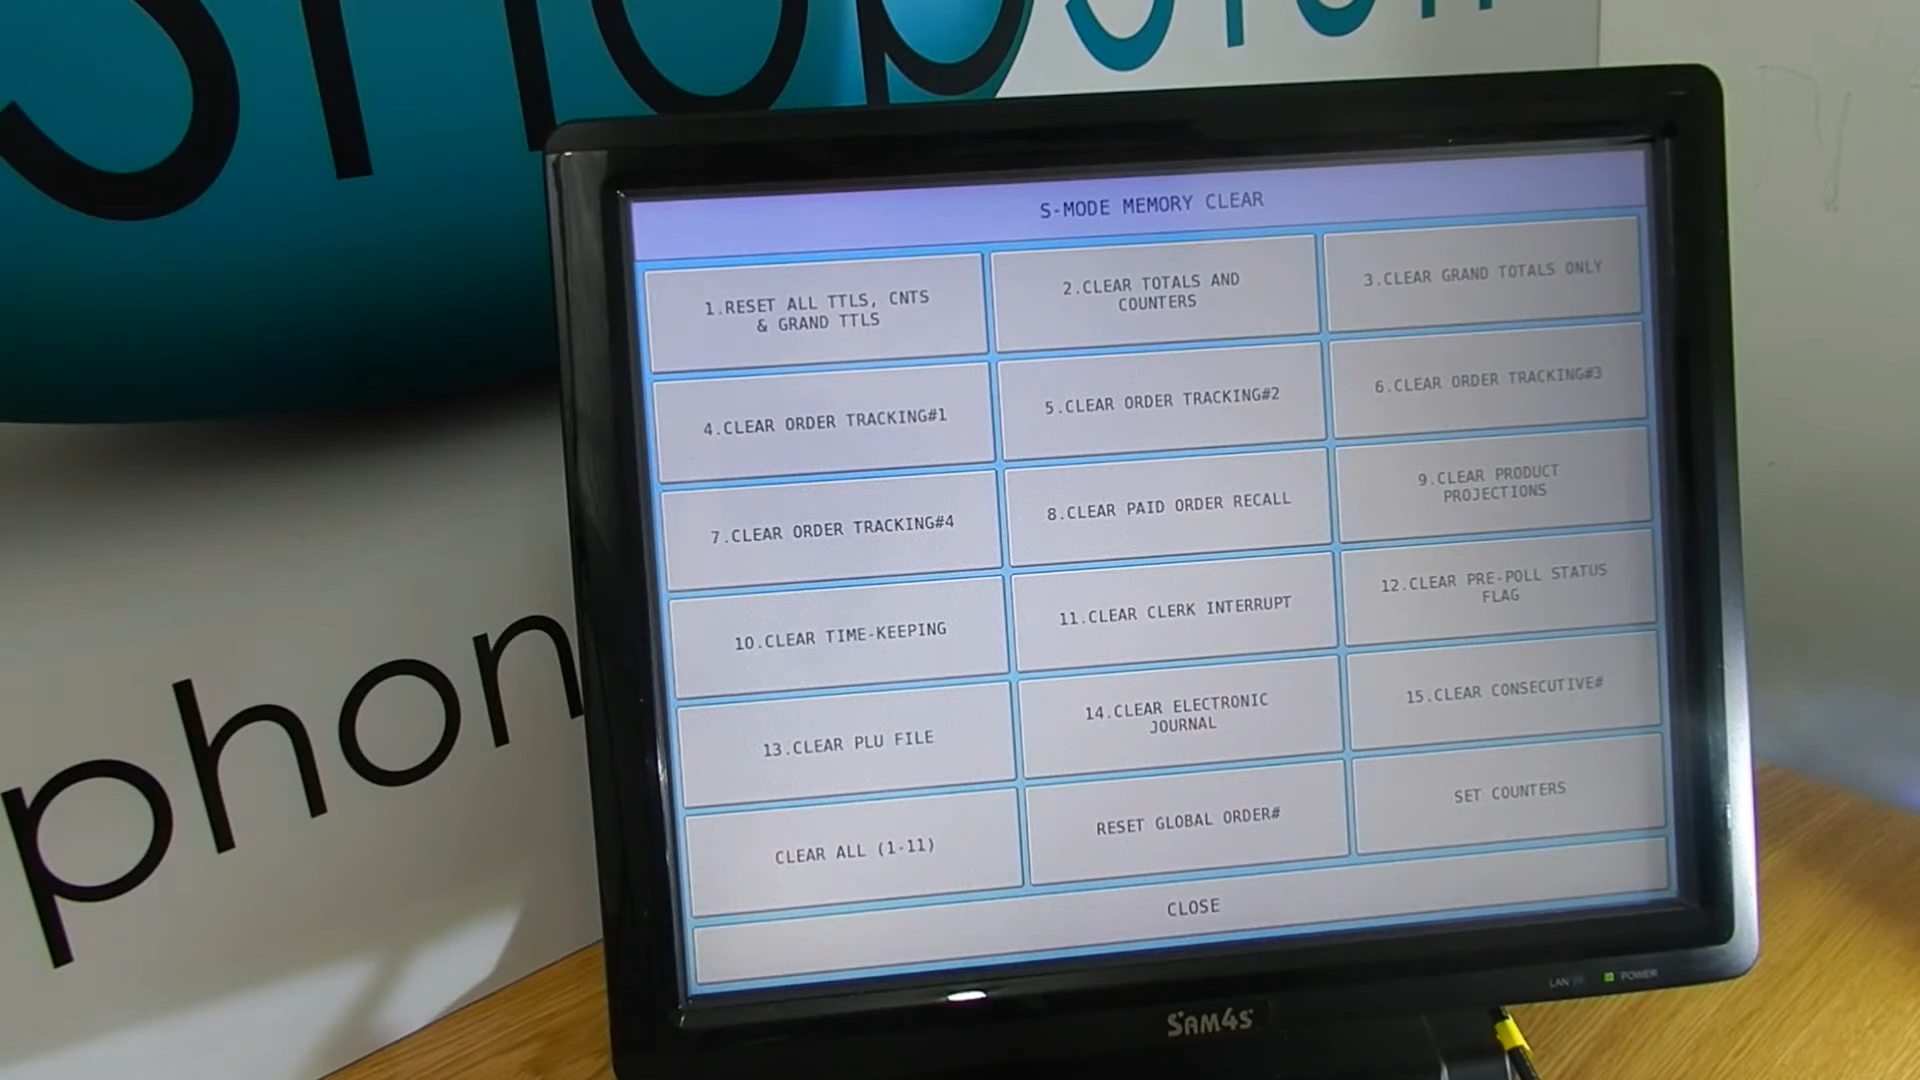 phon
S-MODE MEMORY CLEAR
1.RESET ALL TTLS, CNTS
& GRAND TTLS
2.CLEAR TOTALS AND
COUNTERS
3.CLEAR GRAND TOTALS ONLY
4.CLEAR ORDER TRACKING#1
5.CLEAR ORDER TRACKING#2
6.CLEAR ORDER TRACKING#3
7.CLEAR ORDER TRACKING#4
8.CLEAR PAID ORDER RECALL
9.CLEAR PRODUCT
PROJECTIONS
10.CLEAR TIME-KEEPING
11.CLEAR CLERK INTERRUPT
12.CLEAR PRE-POLL STATUS
FLAG
13.CLEAR PLU FILE
14.CLEAR ELECTRONIC
JOURNAL
15.CLEAR CONSECUTIVE#
CLEAR ALL (1-11)
RESET GLOBAL ORDER#
SET COUNTERS
CLOSE
LAN POWER
SAM4S